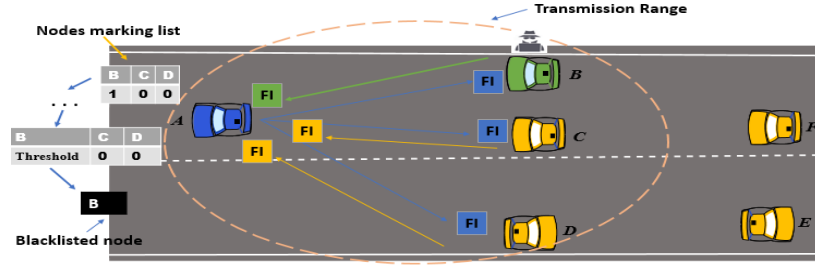 Transmission Range
Nodes marking list
B C D
1 0 0
. . .
B C D
Threshold 0 0
B
Blacklisted node
A
FI
FI
FI
FI
FI
FI
B
C
D
F
E